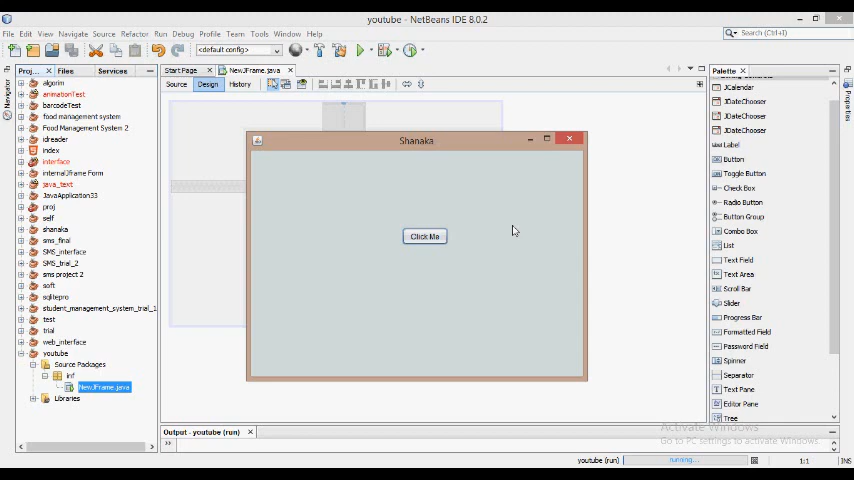 youtube - NetBeans IDE 8.0.2
File Edit View Navigate Source Refactor Run Debug Profile Team Tools Window Help
Search (Ctrl+I)
<default config>
Proj... Files Services
Start Page
NewJFrame.java
Palette
Source Design History
Navigator
Properties
algorim
animationTest
barcodeTest
food management system
Food Management System 2
idreader
index
interface
internalJframe Form
java_text
JavaApplication33
proj
self
shanaka
sms_final
SMS_interface
SMS_trial_2
sms project 2
soft
sqlitepro
student_management_system_trial_1
test
trial
web_interface
youtube
Source Packages
inf
NewJFrame.java
Libraries
Shanaka
Click Me
JCalendar
JDateChooser
JDateChooser
JDateChooser
Label
Button
Toggle Button
Check Box
Radio Button
Button Group
Combo Box
List
Text Field
Text Area
Scroll Bar
Slider
Progress Bar
Formatted Field
Password Field
Spinner
Separator
Text Pane
Editor Pane
Tree
Output - youtube (run)
Activate Windows
Go to PC settings to activate Windows.
youtube (run)
running...
1:1
INS